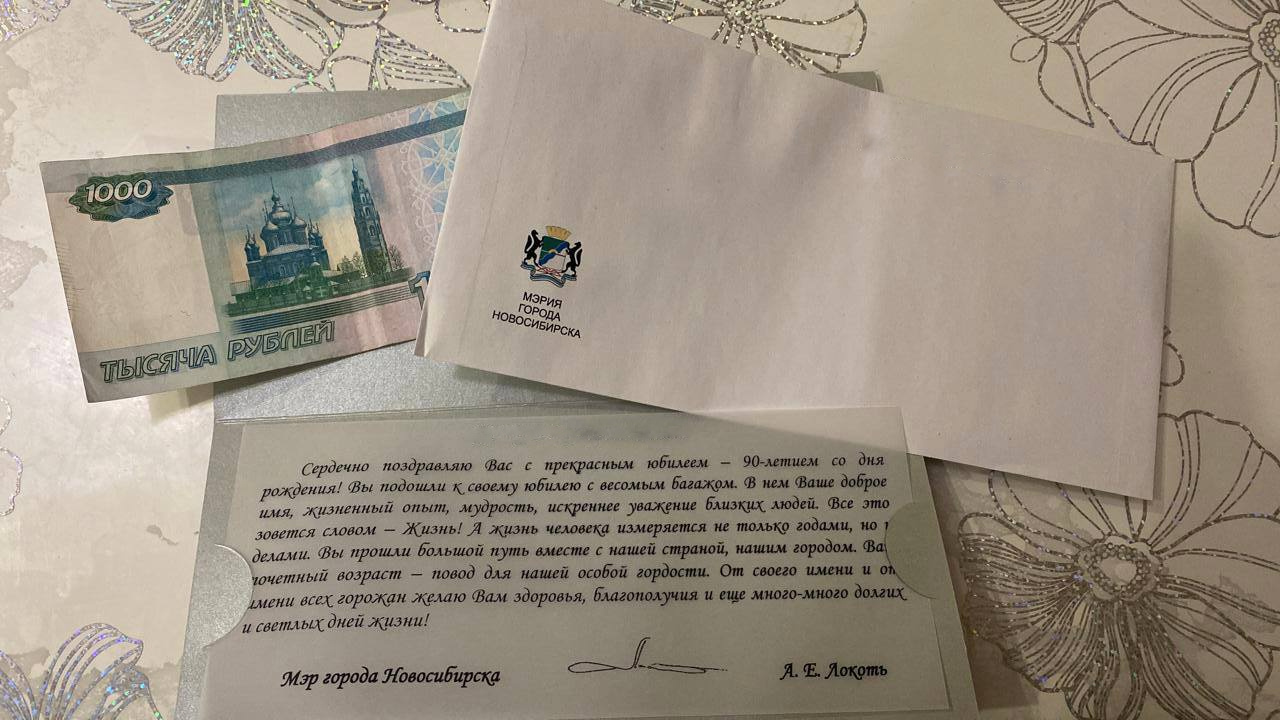 1000
ТЫСЯЧА РУБЛЕЙ
МЭРИЯ
ГОРОДА
НОВОСИБИРСКА
Сердечно поздравляю Вас с прекрасным юбилеем – 90-летием со дня
рождения! Вы подошли к своему юбилею с весомым багажом. В нем Ваше доброе
имя, жизненный опыт, мудрость, искреннее уважение близких людей. Все это
зовется словом – Жизнь! А жизнь человека измеряется не только годами, но
делами. Вы прошли большой путь вместе с нашей страной, нашим городом.
почетный возраст – повод для нашей особой гордости. От своего имени и от
имени всех горожан желаю Вам здоровья, благополучия и еще много-много долгих
и светлых дней жизни!
Мэр города Новосибирска А. Е. Локоть